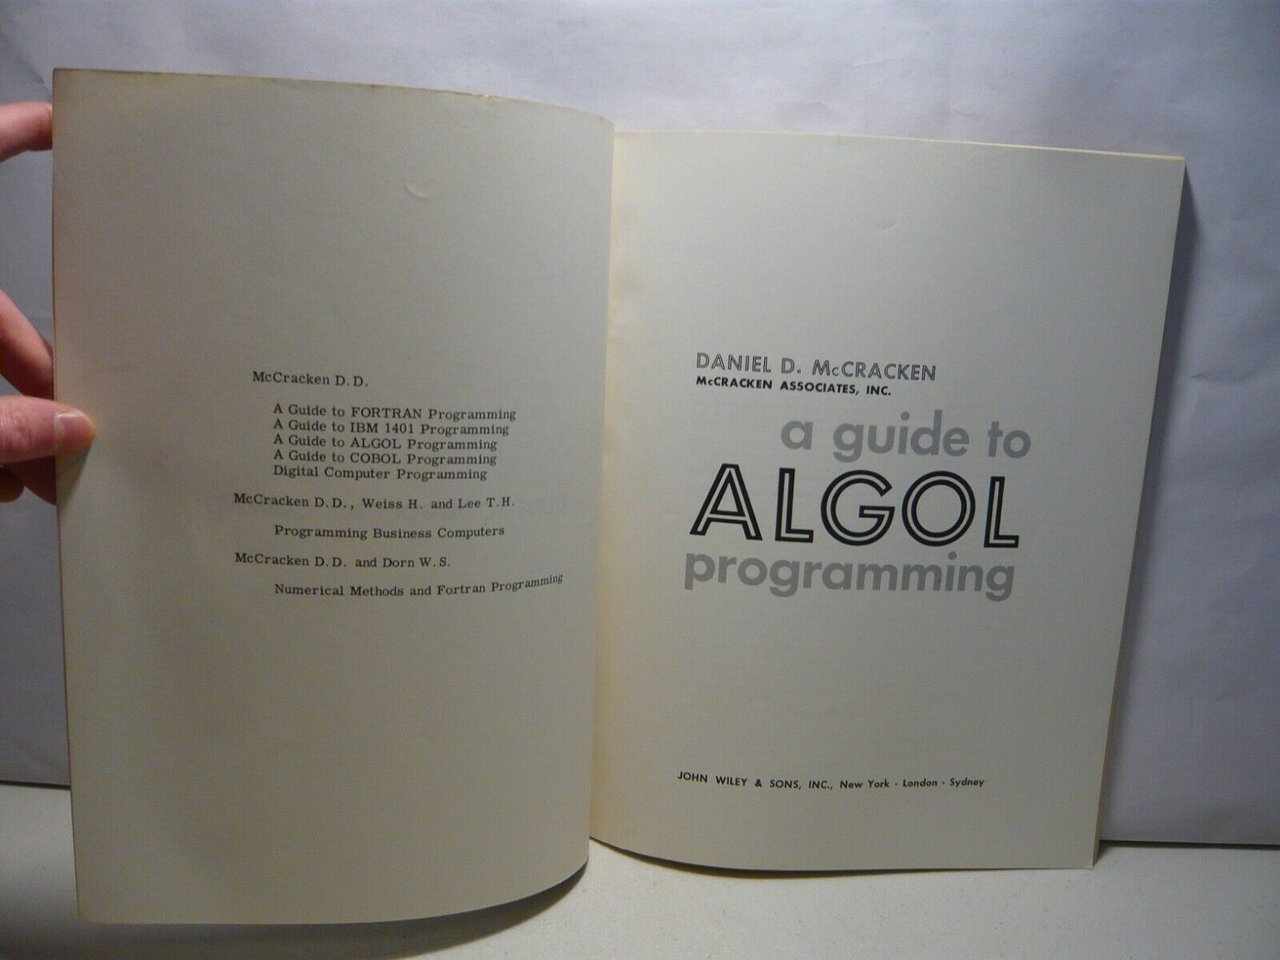 McCracken D.D.
A Guide to FORTRAN Programming
A Guide to IBM 1401 Programming
A Guide to ALGOL Programming
A Guide to COBOL Programming
Digital Computer Programming
McCracken D.D., Weiss H. and Lee T.H.
Programming Business Computers
McCracken D.D. and Dorn W.S.
Numerical Methods and Fortran Programming
DANIEL D. McCRACKEN
McCRACKEN ASSOCIATES, INC.
a guide to
ALGOL
programming
JOHN WILEY & SONS, INC., New York · London · Sydney